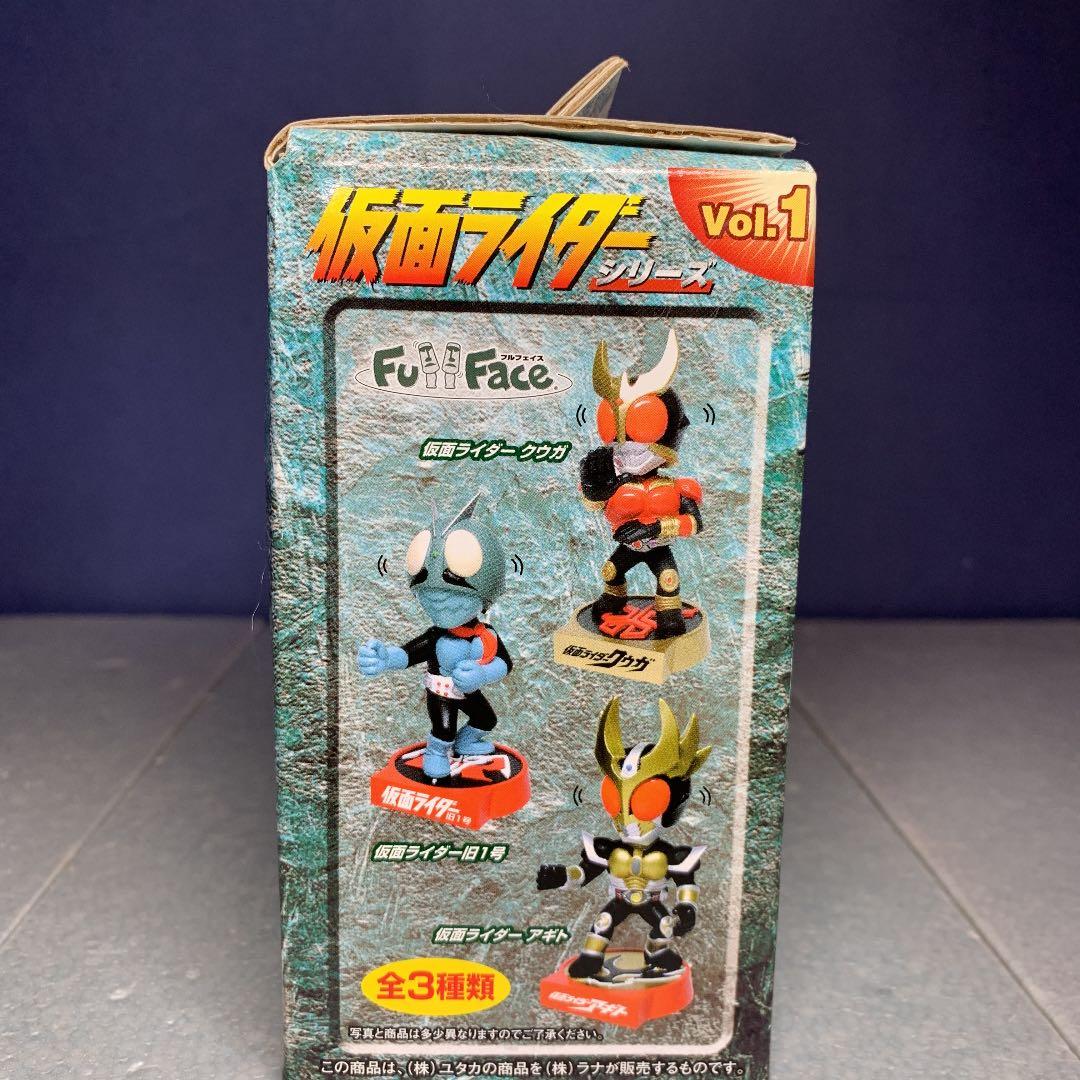 仮面ライダー
シリーズ
Vol.1
フルフェイス
Full Face
仮面ライダー クウガ
仮面ライダークウガ
仮面ライダー
旧1号
仮面ライダー旧1号
仮面ライダー アギト
仮面ライダーアギト
全3種類
写真と商品は多少異なりますのでご了承ください。
この商品は、(株)ユタカの商品を(株)ラナが販売するものです。